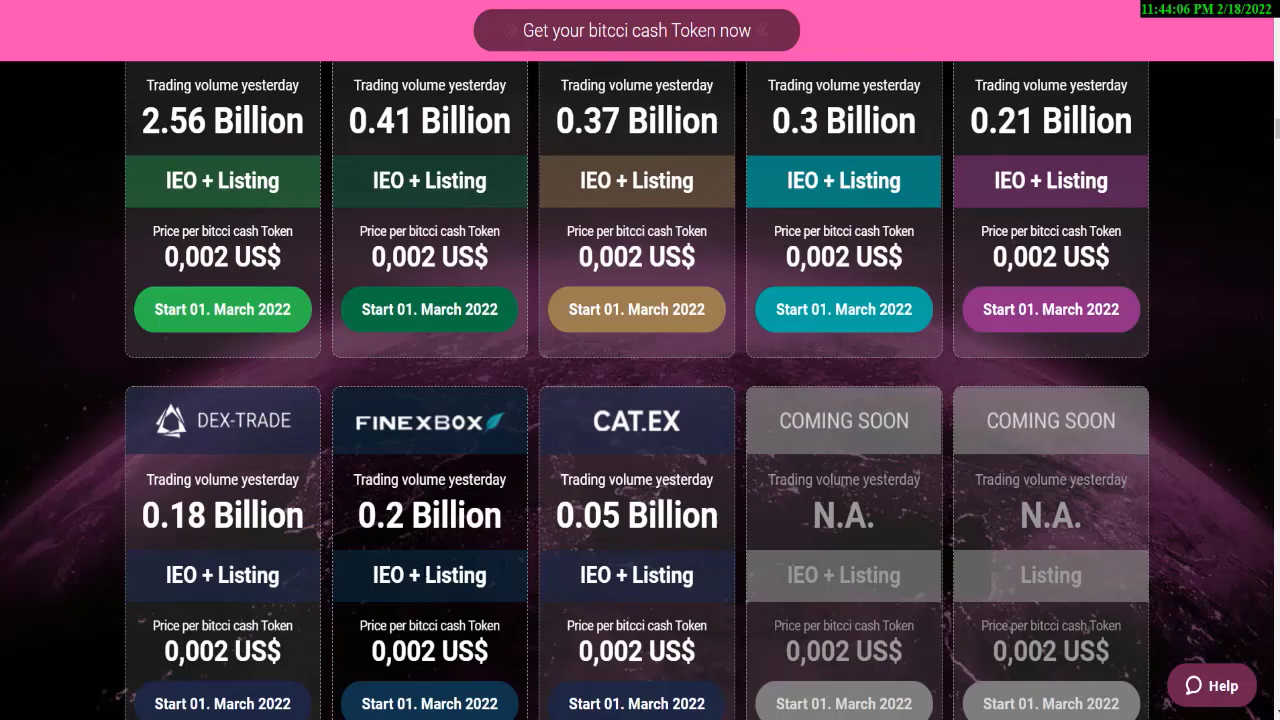 11:44:06 PM 2/18/2022
Get your bitcci cash Token now
Trading volume yesterday Trading volume yesterday Trading volume yesterday Trading volume yesterday Trading volume yesterday
2.56 Billion 0.41 Billion 0.37 Billion 0.3 Billion 0.21 Billion
IEO + Listing IEO + Listing IEO + Listing IEO + Listing IEO + Listing
Price per bitcci cash Token Price per bitcci cash Token Price per bitcci cash Token Price per bitcci cash Token Price per bitcci cash Token
0,002 US$ 0,002 US$ 0,002 US$ 0,002 US$ 0,002 US$
Start 01. March 2022 Start 01. March 2022 Start 01. March 2022 Start 01. March 2022 Start 01. March 2022
DEX-TRADE FINEXBOX CAT.EX COMING SOON COMING SOON
Trading volume yesterday Trading volume yesterday Trading volume yesterday Trading volume yesterday Trading volume yesterday
0.18 Billion 0.2 Billion 0.05 Billion N.A. N.A.
IEO + Listing IEO + Listing IEO + Listing IEO + Listing Listing
Price per bitcci cash Token Price per bitcci cash Token Price per bitcci cash Token Price per bitcci cash Token Price per bitcci cash Token
0,002 US$ 0,002 US$ 0,002 US$ 0,002 US$ 0,002 US$
Start 01. March 2022 Start 01. March 2022 Start 01. March 2022 Start 01. March 2022 Start 01. March 2022
Help